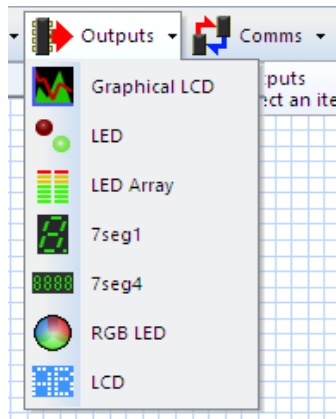 Outputs Comms
Graphical LCD
LED
LED Array
7seg1
7seg4
RGB LED
LCD